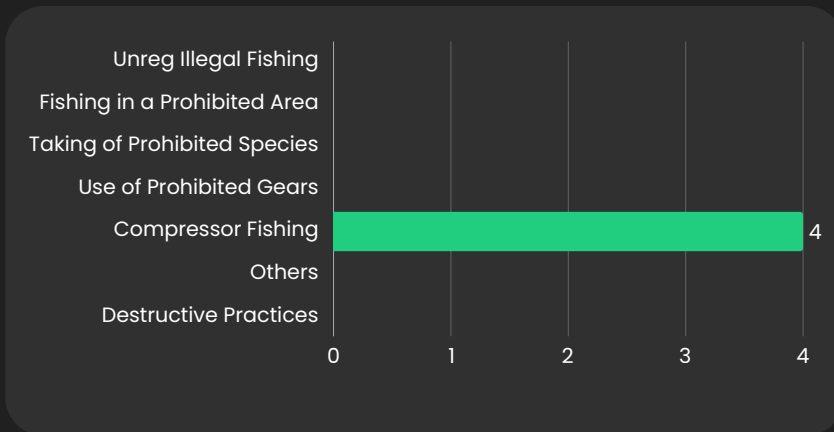 Unreg Illegal Fishing
Fishing in a Prohibited Area
Taking of Prohibited Species
Use of Prohibited Gears
Compressor Fishing 4
Others
Destructive Practices
0 1 2 3 4